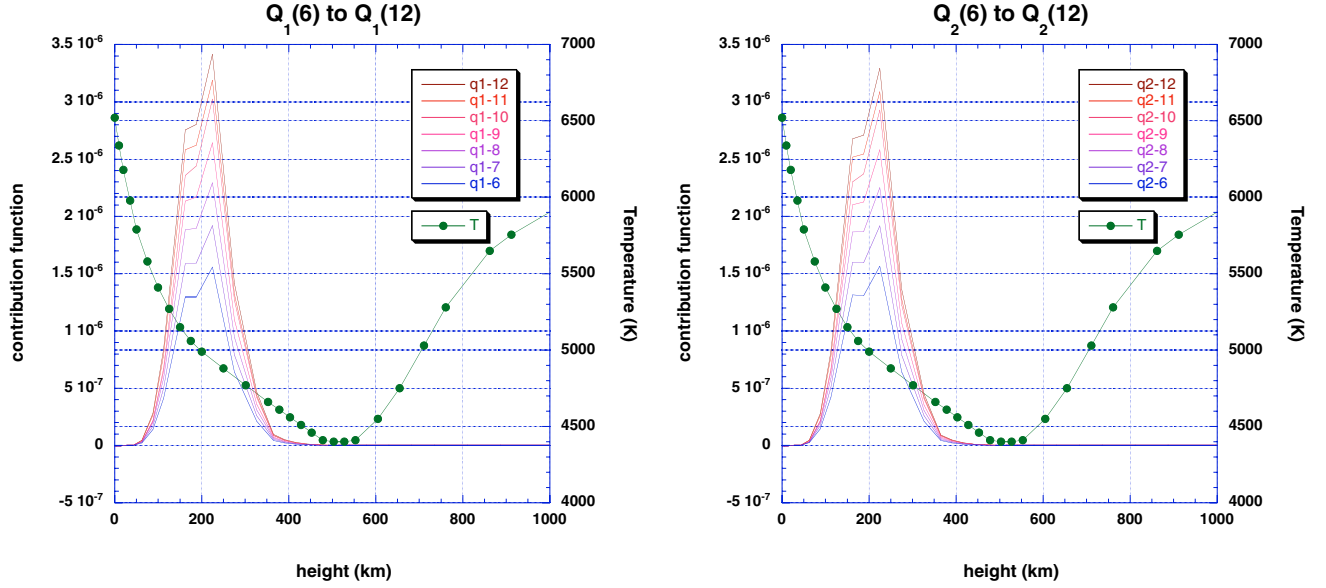 Q1(6) to Q1(12)
3.5 10-6
3 10-6
2.5 10-6
2 10-6
1.5 10-6
1 10-6
5 10-7
0
-5 10-7
contribution function
7000
6500
6000
5500
5000
4500
4000
Temperature (K)
q1-12
q1-11
q1-10
q1-9
q1-8
q1-7
q1-6
T
0 200 400 600 800 1000
height (km)
Q2(6) to Q2(12)
3.5 10-6
3 10-6
2.5 10-6
2 10-6
1.5 10-6
1 10-6
5 10-7
0
-5 10-7
contribution function
7000
6500
6000
5500
5000
4500
4000
Temperature (K)
q2-12
q2-11
q2-10
q2-9
q2-8
q2-7
q2-6
T
0 200 400 600 800 1000
height (km)